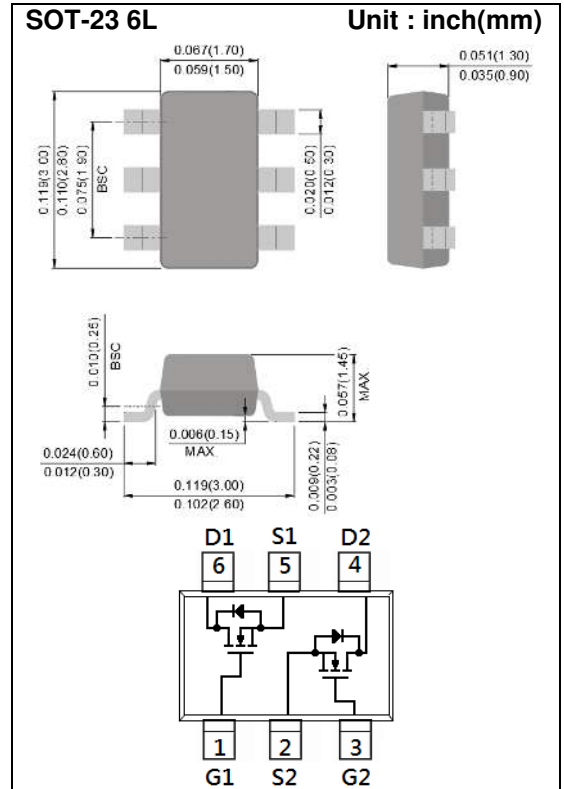 SOT-23 6L Unit : inch(mm)
0.067(1.70)
0.059(1.50)
0.051(1.30)
0.035(0.90)
0.119(3.00)
0.110(2.80)
0.075(1.90)
BSC
0.020(0.50)
0.012(0.30)
0.010(0.25)
BSC
0.057(1.45)
MAX.
0.006(0.15)
MAX.
0.024(0.60)
0.012(0.30)
0.009(0.22)
0.003(0.08)
0.119(3.00)
0.102(2.60)
D1 S1 D2
6 5 4
1 2 3
G1 S2 G2